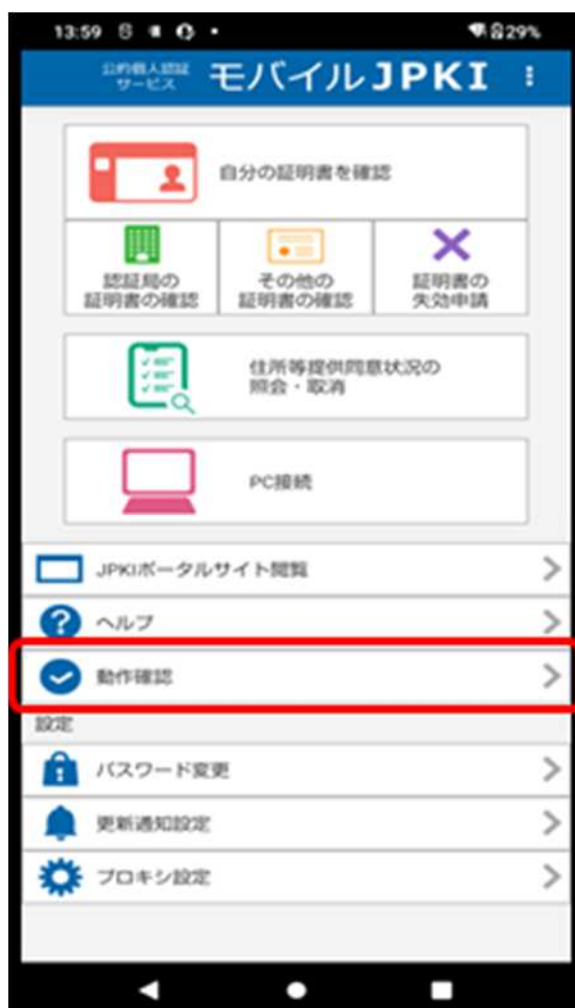 13:59
29%
公的個人認証
サービス
モバイルJPKI
自分の証明書を確認
認証局の
証明書の確認
その他の
証明書の確認
証明書の
失効申請
住所等提供同意状況の
照会・取消
PC接続
JPKIポータルサイト閲覧
ヘルプ
動作確認
設定
パスワード変更
更新通知設定
プロキシ設定